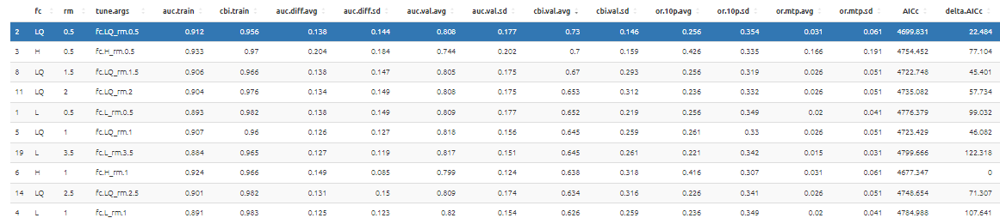 fc rm tune.args auc.train cbi.train auc.diff.avg auc.diff.sd auc.val.avg auc.val.sd cbi.val.avg cbi.val.sd or.10p.avg or.10p.sd or.mtp.avg or.mtp.sd AICc delta.AICc
2 LQ 0.5 fc.LQ_rm.0.5 0.912 0.956 0.138 0.144 0.808 0.177 0.73 0.146 0.256 0.354 0.031 0.061 4699.831 22.484
3 H 0.5 fc.H_rm.0.5 0.933 0.97 0.204 0.184 0.744 0.202 0.7 0.159 0.426 0.335 0.166 0.191 4754.452 77.104
8 LQ 1.5 fc.LQ_rm.1.5 0.906 0.966 0.138 0.147 0.805 0.175 0.67 0.293 0.256 0.319 0.026 0.051 4722.748 45.401
11 LQ 2 fc.LQ_rm.2 0.904 0.976 0.134 0.149 0.808 0.175 0.653 0.312 0.236 0.332 0.026 0.051 4735.082 57.734
1 L 0.5 fc.L_rm.0.5 0.893 0.982 0.138 0.149 0.809 0.177 0.652 0.219 0.256 0.349 0.02 0.041 4776.379 99.032
5 LQ 1 fc.LQ_rm.1 0.907 0.96 0.126 0.127 0.818 0.156 0.645 0.259 0.261 0.33 0.026 0.051 4723.429 46.082
19 L 3.5 fc.L_rm.3.5 0.884 0.965 0.127 0.119 0.817 0.151 0.645 0.261 0.221 0.342 0.015 0.031 4799.666 122.318
6 H 1 fc.H_rm.1 0.924 0.966 0.149 0.085 0.799 0.124 0.638 0.318 0.416 0.307 0.031 0.061 4677.347 0
14 LQ 2.5 fc.LQ_rm.2.5 0.901 0.982 0.131 0.15 0.809 0.174 0.634 0.316 0.226 0.341 0.026 0.051 4748.654 71.307
4 L 1 fc.L_rm.1 0.891 0.983 0.125 0.123 0.82 0.154 0.626 0.259 0.236 0.349 0.02 0.041 4784.988 107.641